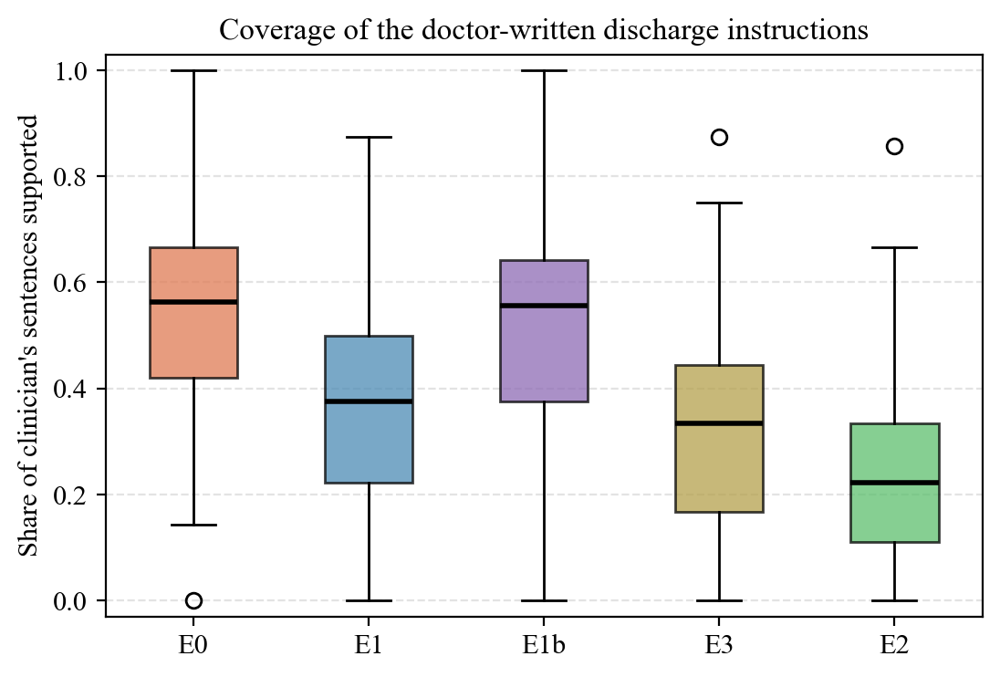 Coverage of the doctor-written discharge instructions
Share of clinician's sentences supported
1.0
0.8
0.6
0.4
0.2
0.0
E0 E1 E1b E3 E2